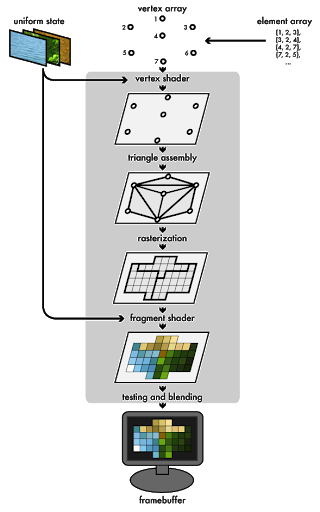 vertex array
uniform state
element array
1
2
3
4
5
6
7
{1, 2, 3},
{3, 2, 4},
{4, 2, 7},
{7, 2, 5},
...
vertex shader
triangle assembly
rasterization
fragment shader
testing and blending
framebuffer